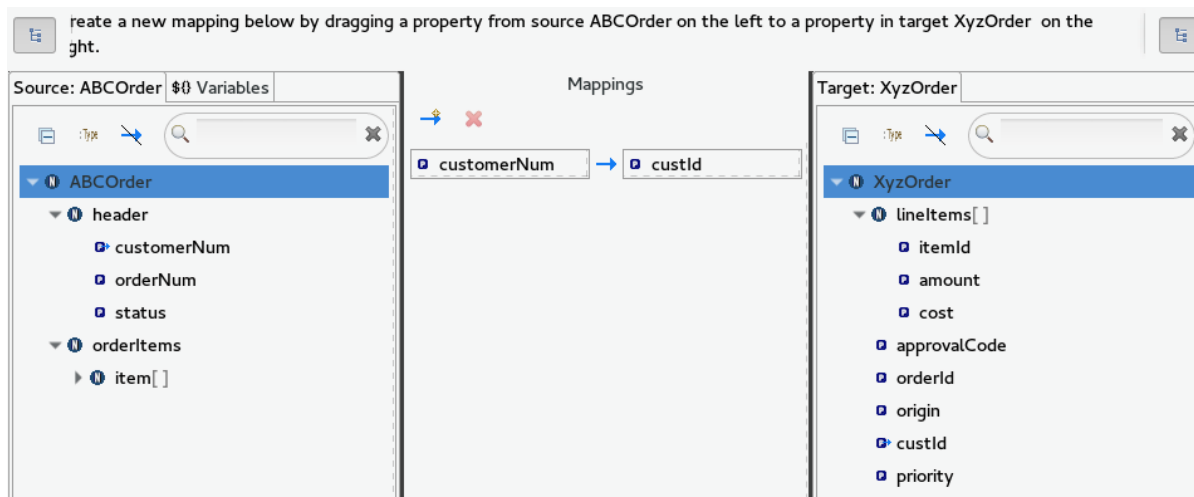 reate a new mapping below by dragging a property from source ABCOrder on the left to a property in target XyzOrder on the
ght.
Source: ABCOrder ${} Variables
Mappings
Target: XyzOrder
:Type
:Type
customerNum
custId
ABCOrder
header
customerNum
orderNum
status
orderItems
item[ ]
XyzOrder
lineItems[ ]
itemId
amount
cost
approvalCode
orderId
origin
custId
priority